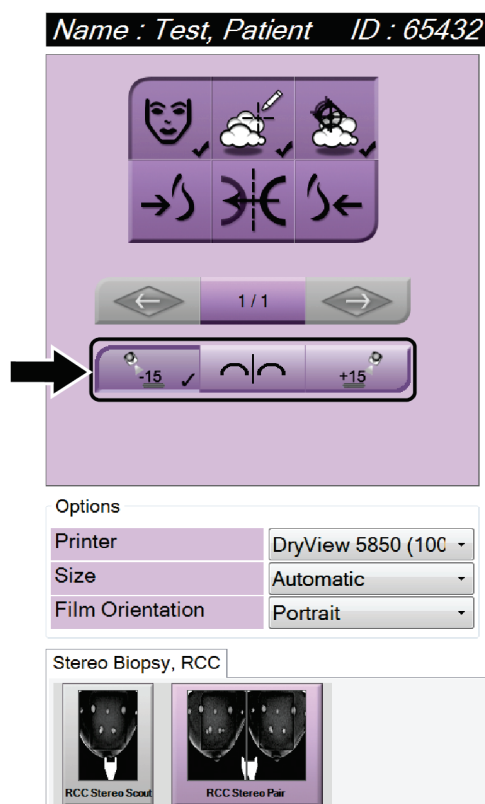 Name : Test, Patient ID : 65432
1 / 1
-15 +15
Options
Printer DryView 5850 (100
Size Automatic
Film Orientation Portrait
Stereo Biopsy, RCC
RCC Stereo Scout RCC Stereo Pair